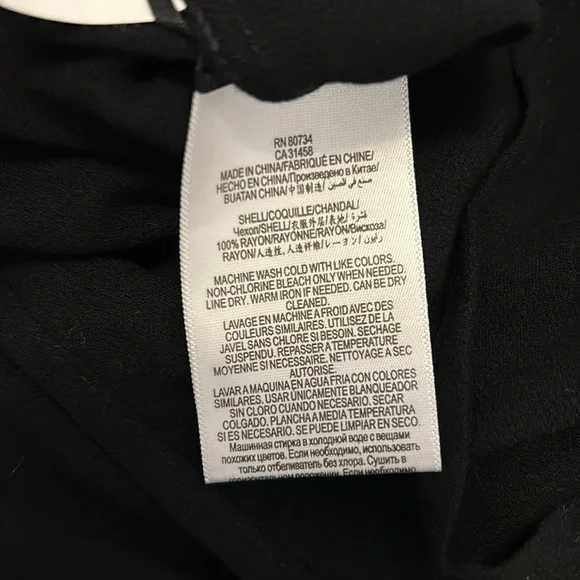 RN 80734
CA 31458
MADE IN CHINA/FABRIQUÉ EN CHINE/
HECHO EN CHINA/Произведено в Китае/
BUATAN CHINA/中国制造/ صنع في الصين/
SHELL/COQUILLE/CHANDAL/
Чехол/SHELL/衣服外层/表地/ قشرة/
100% RAYON/RAYONNE/RAYON/Вискоза/
RAYON/人造丝, 人造纤维/レーヨン/ رايون/
MACHINE WASH COLD WITH LIKE COLORS.
NON-CHLORINE BLEACH ONLY WHEN NEEDED.
LINE DRY. WARM IRON IF NEEDED. CAN BE DRY
CLEANED.
LAVAGE EN MACHINE A FROID AVEC DES
COULEURS SIMILAIRES. UTILISEZ DE LA
JAVEL SANS CHLORE SI BESOIN. SECHAGE
SUSPENDU. REPASSER A TEMPERATURE
MOYENNE SI NECESSAIRE. NETTOYAGE A SEC
AUTORISE.
LAVAR A MAQUINA EN AGUA FRIA CON COLORES
SIMILARES. USAR UNICAMENTE BLANQUEADOR
SIN CLORO CUANDO NECESARIO. SECAR
COLGADO. PLANCHA A MEDIA TEMPERATURA
SI ES NECESARIO. SE PUEDE LIMPIAR EN SECO.
Машинная стирка в холодной воде с вещами
похожих цветов. Если необходимо, использовать
только отбеливатель без хлора. Сушить в
горизонтальном положении. Если необходимо